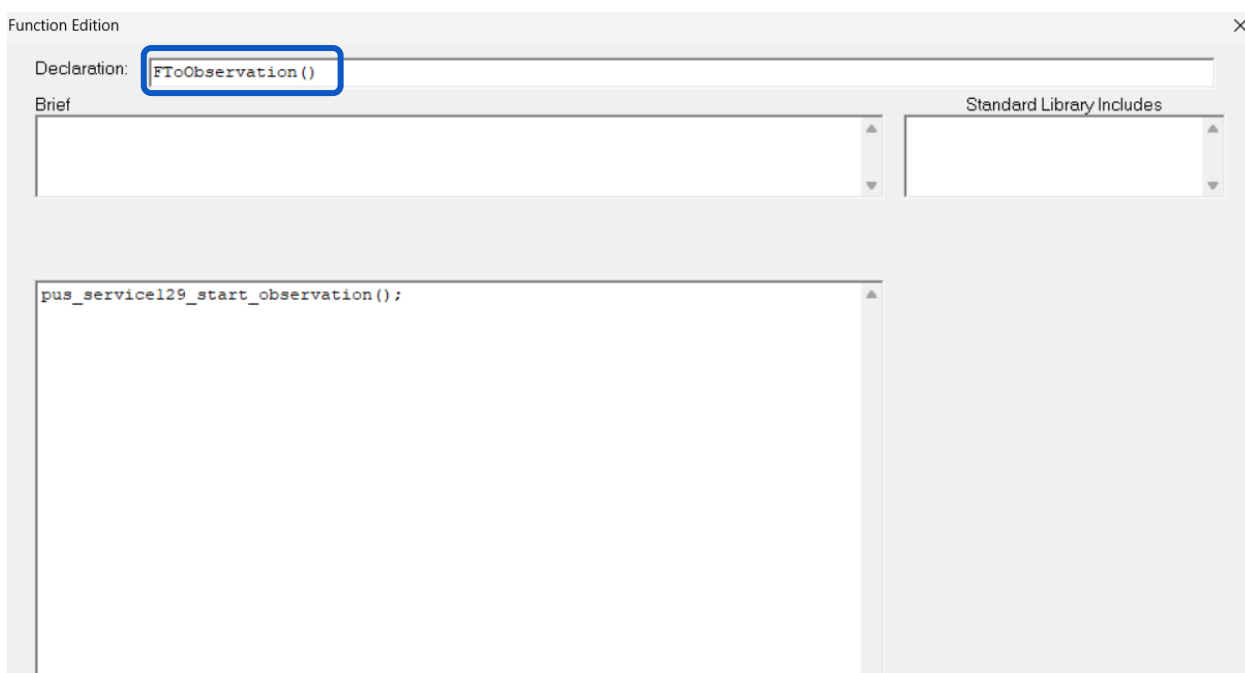 Function Edition
Declaration: FToObservation()
Brief
Standard Library Includes
pus_service129_start_observation();